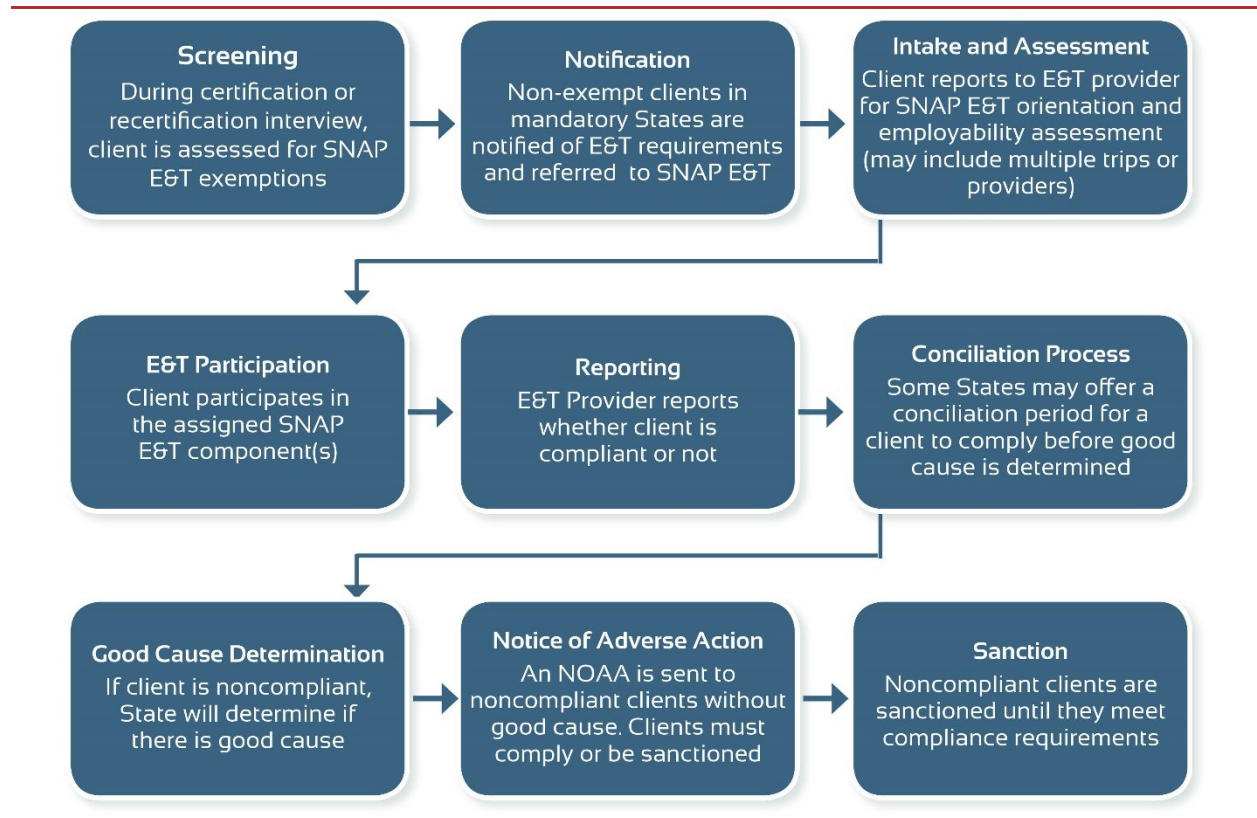 Screening
During certification or
recertification interview,
client is assessed for SNAP
E&T exemptions
Notification
Non-exempt clients in
mandatory States are
notified of E&T requirements
and referred to SNAP E&T
Intake and Assessment
Client reports to E&T provider
for SNAP E&T orientation and
employability assessment
(may include multiple trips or
providers)
E&T Participation
Client participates in
the assigned SNAP
E&T component(s)
Reporting
E&T Provider reports
whether client is
compliant or not
Conciliation Process
Some States may offer a
conciliation period for a
client to comply before good
cause is determined
Good Cause Determination
If client is noncompliant,
State will determine if
there is good cause
Notice of Adverse Action
An NOAA is sent to
noncompliant clients without
good cause. Clients must
comply or be sanctioned
Sanction
Noncompliant clients are
sanctioned until they meet
compliance requirements